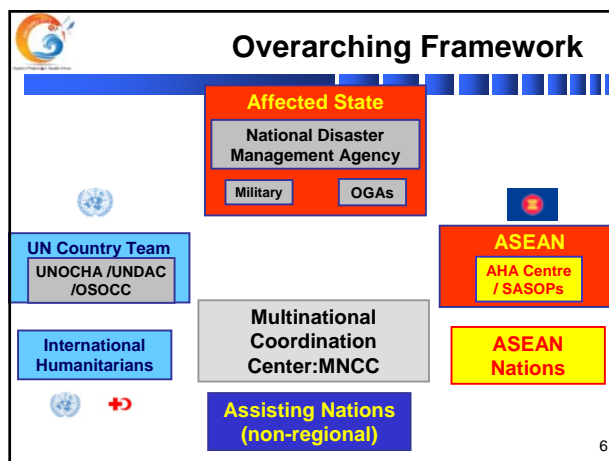 Overarching Framework
Affected State
National Disaster
Management Agency
Military
OGAs
UN Country Team
UNOCHA /UNDAC
/OSOCC
ASEAN
AHA Centre
/ SASOPs
Multinational
Coordination
Center:MNCC
International
Humanitarians
ASEAN
Nations
Assisting Nations
(non-regional)
6